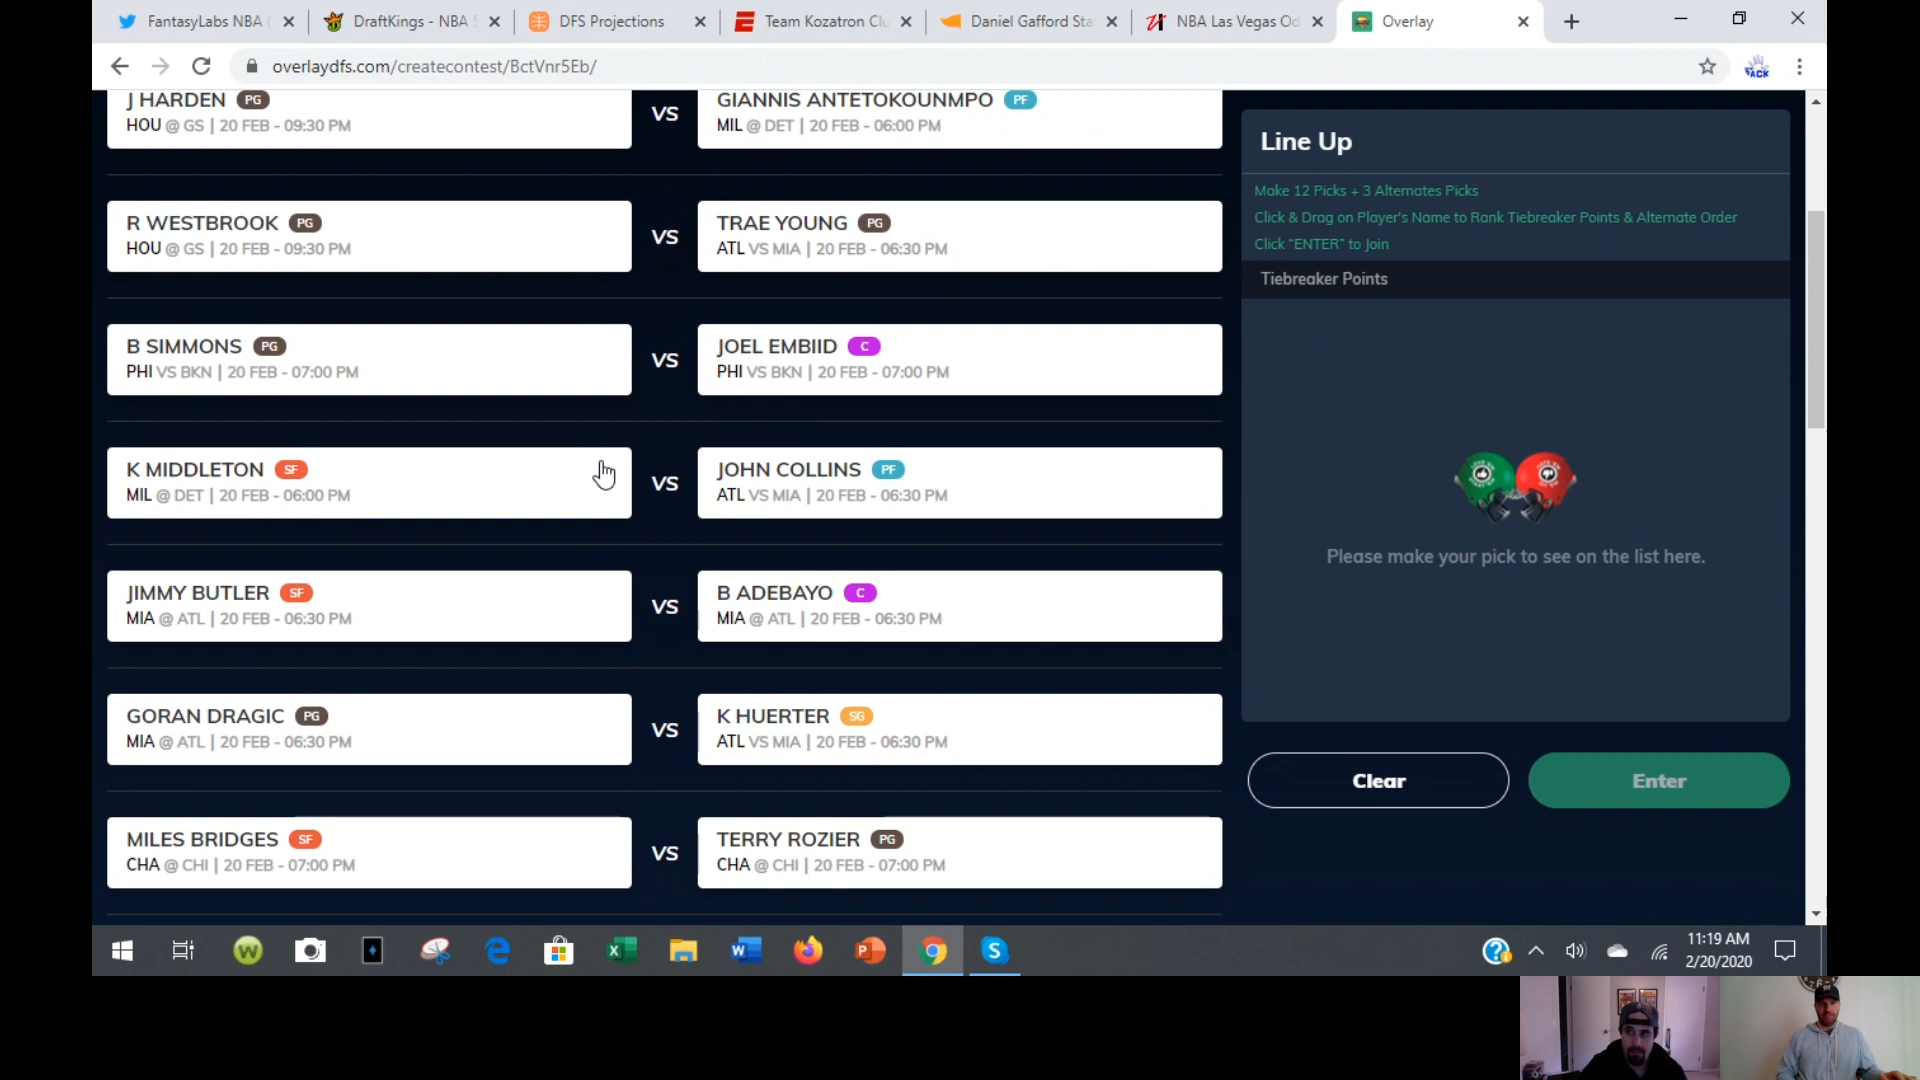 FantasyLabs NBA
DraftKings - NBA
DFS Projections
Team Kozatron Clu
Daniel Gafford Sta
NBA Las Vegas Od
Overlay
overlaydfs.com/createcontest/BctVnr5Eb/
J HARDEN PG
HOU @ GS | 20 FEB - 09:30 PM
VS
GIANNIS ANTETOKOUNMPO PF
MIL @ DET | 20 FEB - 06:00 PM
R WESTBROOK PG
HOU @ GS | 20 FEB - 09:30 PM
VS
TRAE YOUNG PG
ATL VS MIA | 20 FEB - 06:30 PM
B SIMMONS PG
PHI VS BKN | 20 FEB - 07:00 PM
VS
JOEL EMBIID C
PHI VS BKN | 20 FEB - 07:00 PM
K MIDDLETON SF
MIL @ DET | 20 FEB - 06:00 PM
VS
JOHN COLLINS PF
ATL VS MIA | 20 FEB - 06:30 PM
JIMMY BUTLER SF
MIA @ ATL | 20 FEB - 06:30 PM
VS
B ADEBAYO C
MIA @ ATL | 20 FEB - 06:30 PM
GORAN DRAGIC PG
MIA @ ATL | 20 FEB - 06:30 PM
VS
K HUERTER SG
ATL VS MIA | 20 FEB - 06:30 PM
MILES BRIDGES SF
CHA @ CHI | 20 FEB - 07:00 PM
VS
TERRY ROZIER PG
CHA @ CHI | 20 FEB - 07:00 PM
Line Up
Make 12 Picks + 3 Alternates Picks
Click & Drag on Player's Name to Rank Tiebreaker Points & Alternate Order
Click "ENTER" to Join
Tiebreaker Points
Please make your pick to see on the list here.
Clear
Enter
11:19 AM
2/20/2020